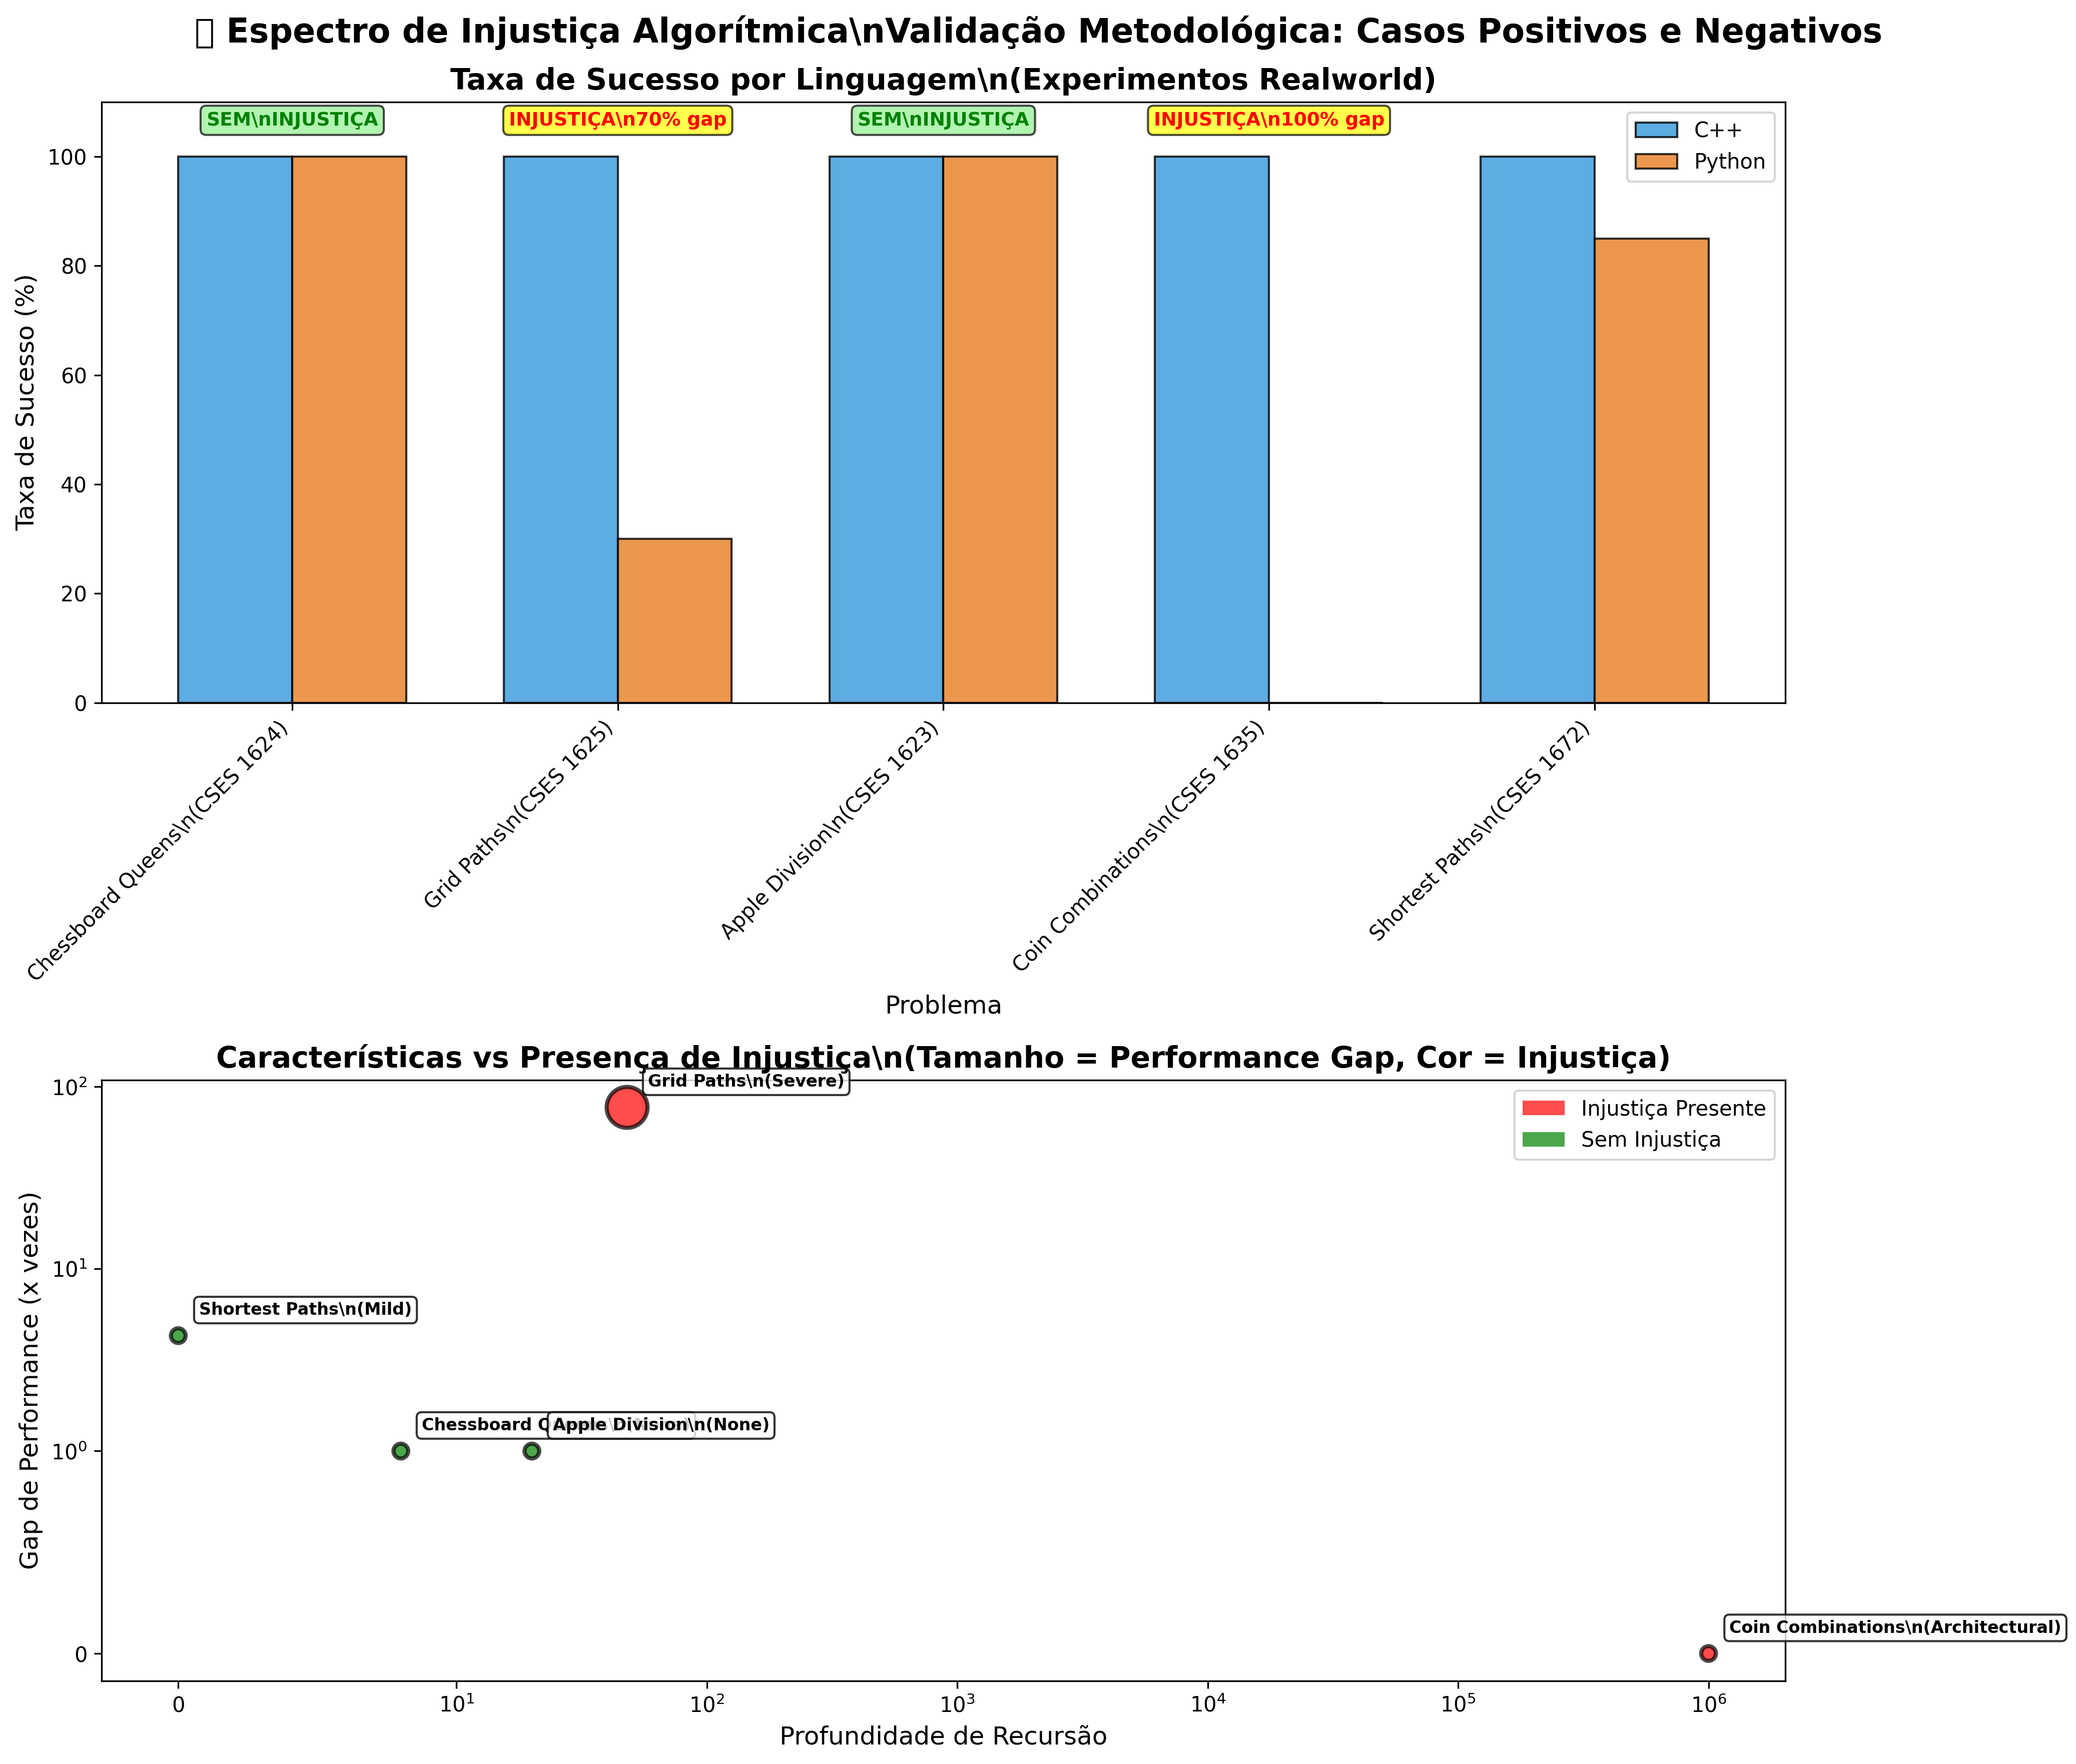 Espectro de Injustiça Algorítmica\nValidação Metodológica: Casos Positivos e Negativos
Taxa de Sucesso por Linguagem\n(Experimentos Realworld)
SEM\nINJUSTIÇA
INJUSTIÇA\n70% gap
SEM\nINJUSTIÇA
INJUSTIÇA\n100% gap
C++
Python
Taxa de Sucesso (%)
100
80
60
40
20
0
Chessboard Queens\n(CSES 1624)
Grid Paths\n(CSES 1625)
Apple Division\n(CSES 1623)
Coin Combinations\n(CSES 1635)
Shortest Paths\n(CSES 1672)
Problema
Características vs Presença de Injustiça\n(Tamanho = Performance Gap, Cor = Injustiça)
Grid Paths\n(Severe)
Injustiça Presente
Sem Injustiça
Gap de Performance (x vezes)
10²
10¹
10⁰
0
Shortest Paths\n(Mild)
Chessboard Q
Apple Division\n(None)
Coin Combinations\n(Architectural)
0
10¹
10²
10³
10⁴
10⁵
10⁶
Profundidade de Recursão